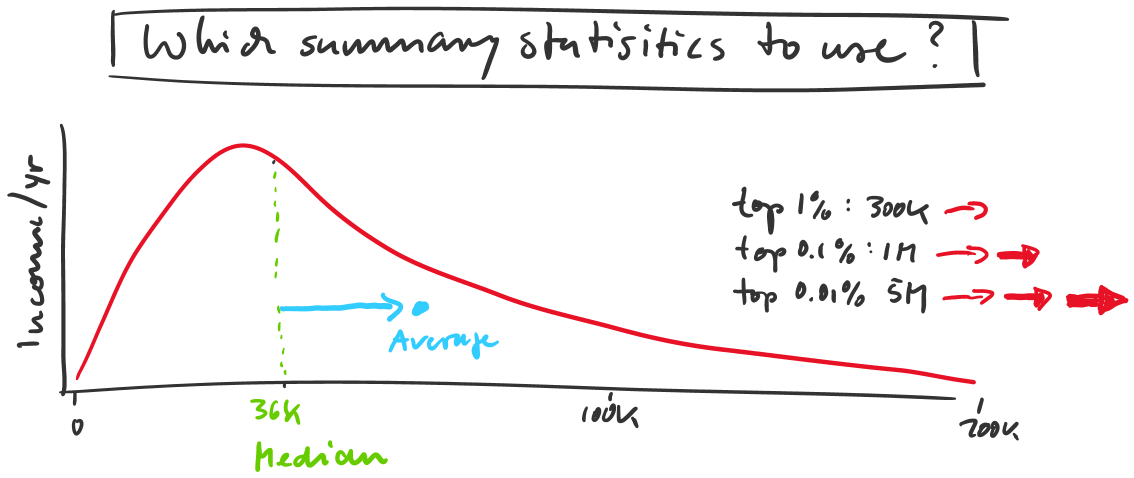 Which summary statisitics to use?
Income/yr
top 1% : 300K
top 0.1% : 1M
top 0.01% 5M
Average
0
36K
100K
200K
Median